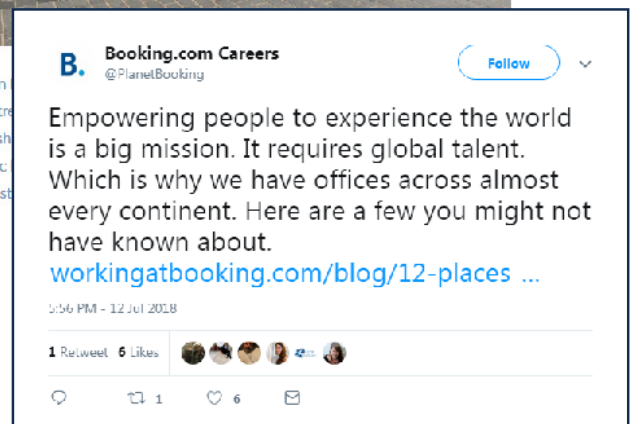 B.
Booking.com Careers
@PlanetBooking
Follow
Empowering people to experience the world
is a big mission. It requires global talent.
Which is why we have offices across almost
every continent. Here are a few you might not
have known about.
workingatbooking.com/blog/12-places ...
5:56 PM - 12 Jul 2018
1 Retweet 6 Likes
1 6